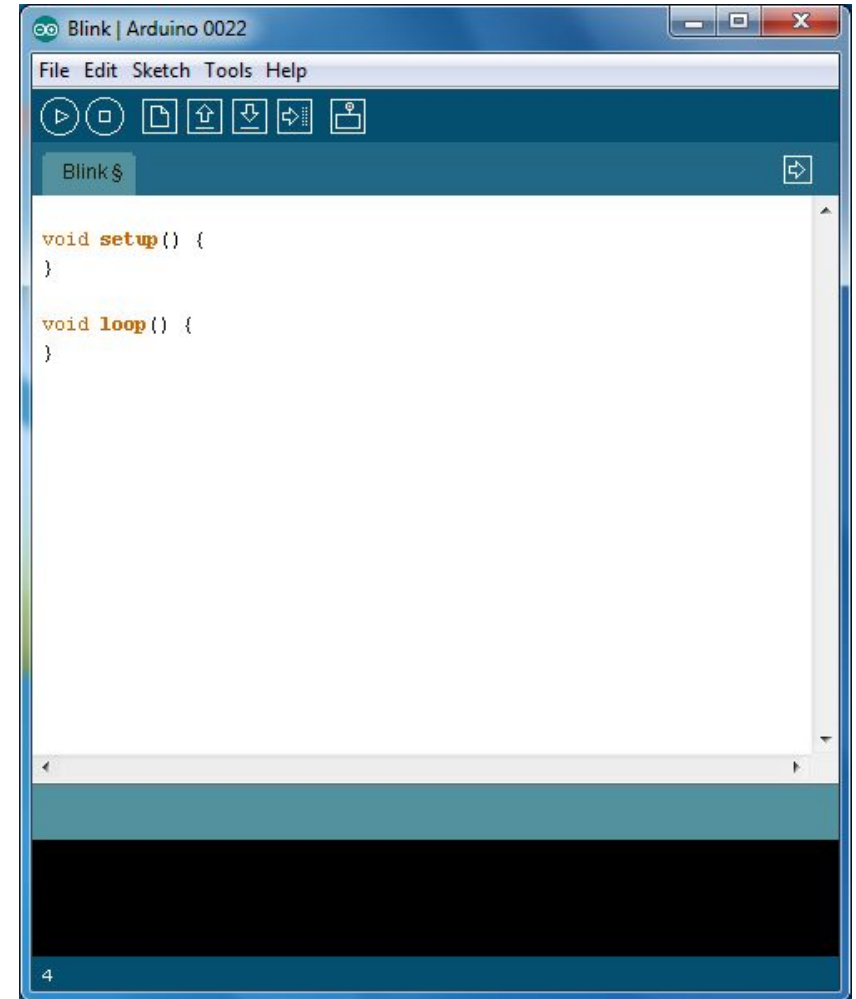 Blink | Arduino 0022
File Edit Sketch Tools Help
Blink §
void setup() {
}
void loop() {
}
4